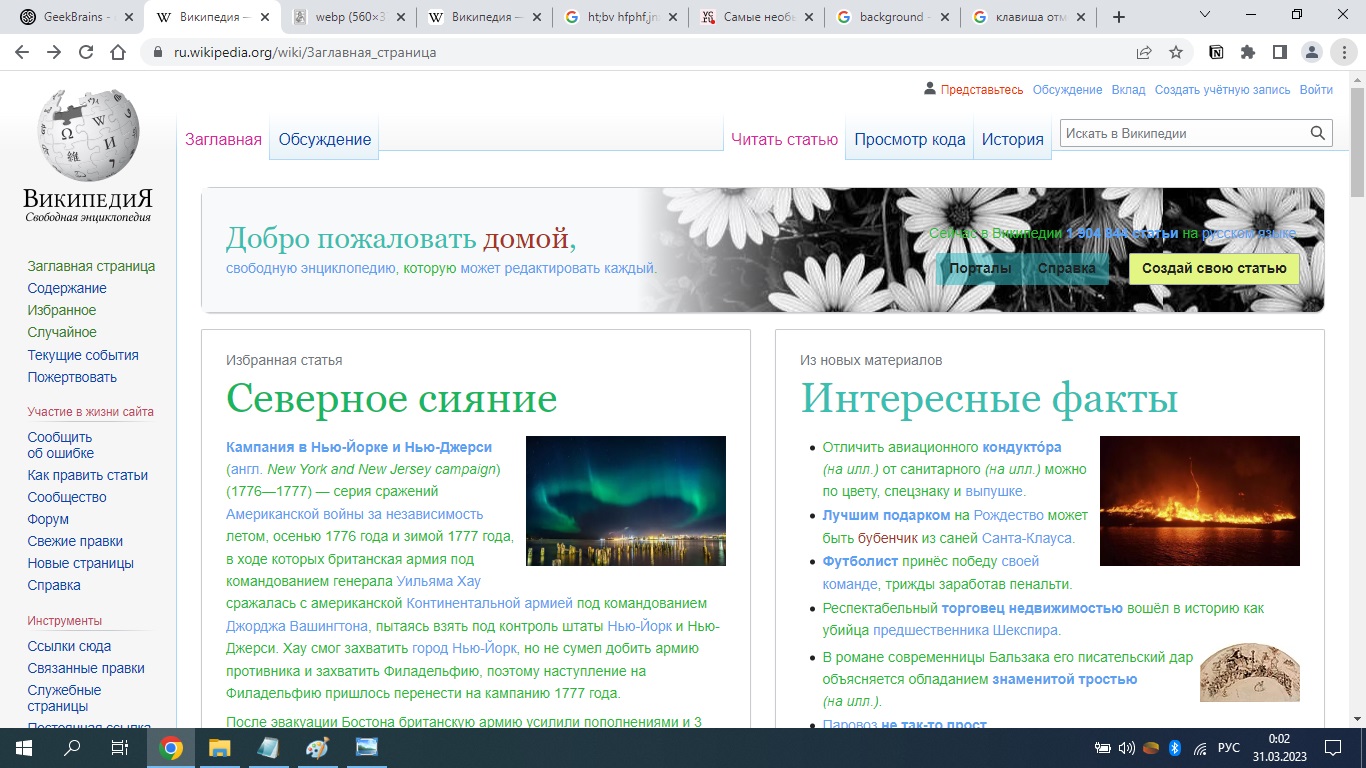 GeekBrains -
Википедия —
webp (560×3
Википедия —
ht;bv hfphf,jn
Самые необы
background -
клавиша отм
ru.wikipedia.org/wiki/Заглавная_страница
Представьтесь Обсуждение Вклад Создать учётную запись Войти
Заглавная Обсуждение Читать статью Просмотр кода История Искать в Википедии
ВикипедиЯ
Свободная энциклопедия
Заглавная страница
Содержание
Избранное
Случайное
Текущие события
Пожертвовать
Участие в жизни сайта
Сообщить
об ошибке
Как править статьи
Сообщество
Форум
Свежие правки
Новые страницы
Справка
Инструменты
Ссылки сюда
Связанные правки
Служебные
страницы
Постоянная ссылка
Добро пожаловать домой,
свободную энциклопедию, которую может редактировать каждый.
Сейчас в Википедии 1 904 844 статьи на русском языке
Порталы Справка Создай свою статью
Избранная статья
Северное сияние
Кампания в Нью-Йорке и Нью-Джерси
(англ. New York and New Jersey campaign)
(1776—1777) — серия сражений
Американской войны за независимость
летом, осенью 1776 года и зимой 1777 года,
в ходе которых британская армия под
командованием генерала Уильяма Хау
сражалась с американской Континентальной армией под командованием
Джорджа Вашингтона, пытаясь взять под контроль штаты Нью-Йорк и Нью-
Джерси. Хау смог захватить город Нью-Йорк, но не сумел добить армию
противника и захватить Филадельфию, поэтому наступление на
Филадельфию пришлось перенести на кампанию 1777 года.
После эвакуации Бостона британскую армию усилили пополнениями и 3
Из новых материалов
Интересные факты
Отличить авиационного кондукто́ра
(на илл.) от санитарного (на илл.) можно
по цвету, спецзнаку и выпушке.
Лучшим подарком на Рождество может
быть бубенчик из саней Санта-Клауса.
Футболист принёс победу своей
команде, трижды заработав пенальти.
Респектабельный торговец недвижимостью вошёл в историю как
убийца предшественника Шекспира.
В романе современницы Бальзака его писательский дар
объясняется обладанием знаменитой тростью
(на илл.).
Паровоз не так-то прост
РУС
0:02
31.03.2023